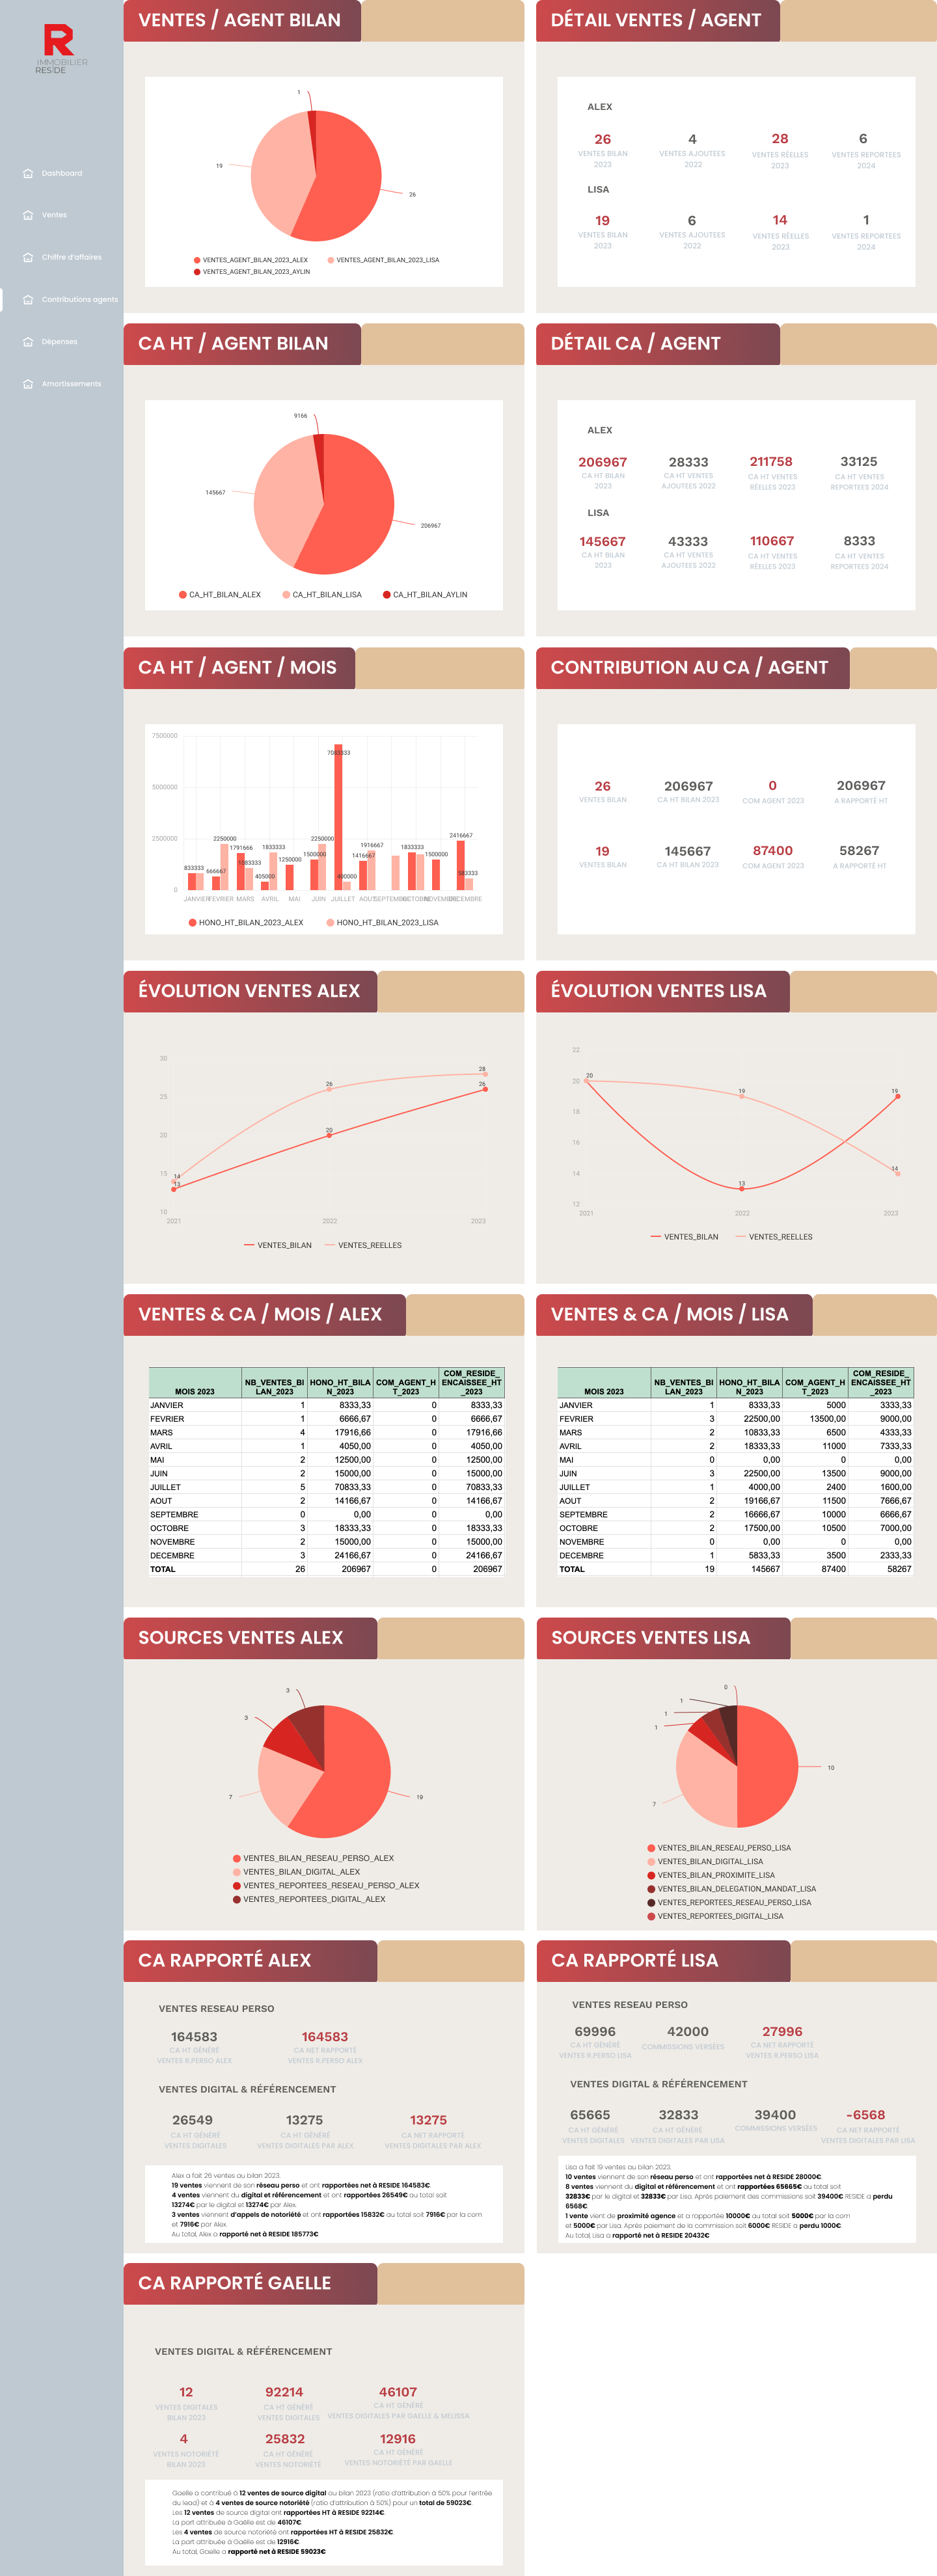 R
IMMOBILIER
RESIDE
Dashboard
Ventes
Chiffre d'affaires
Contributions agents
Dépenses
Amortissements
VENTES / AGENT BILAN
1
19
26
VENTES_AGENT_BILAN_2023_ALEX VENTES_AGENT_BILAN_2023_LISA
VENTES_AGENT_BILAN_2023_AYLIN
DÉTAIL VENTES / AGENT
ALEX
26 4 28 6
VENTES BILAN VENTES AJOUTEES VENTES RÉELLES VENTES REPORTEES
2023 2022 2023 2024
LISA
19 6 14 1
VENTES BILAN VENTES AJOUTEES VENTES RÉELLES VENTES REPORTEES
2023 2022 2023 2024
CA HT / AGENT BILAN
9166
145667
206967
CA_HT_BILAN_ALEX CA_HT_BILAN_LISA CA_HT_BILAN_AYLIN
DÉTAIL CA / AGENT
ALEX
206967 28333 211758 33125
CA HT BILAN CA HT VENTES CA HT VENTES CA HT VENTES
2023 AJOUTEES 2022 RÉELLES 2023 REPORTEES 2024
LISA
145667 43333 110667 8333
CA HT BILAN CA HT VENTES CA HT VENTES CA HT VENTES
2023 AJOUTEES 2022 RÉELLES 2023 REPORTEES 2024
CA HT / AGENT / MOIS
7500000
7083333
5000000
2500000
2250000 2250000 2416667
1791666 1833333 1916667 1833333
833333 666667 1083333 405000 1250000 1500000 400000 1416667 1500000 583333
0
JANVIER FEVRIER MARS AVRIL MAI JUIN JUILLET AOUT SEPTEMBRE OCTOBRE NOVEMBRE DECEMBRE
HONO_HT_BILAN_2023_ALEX HONO_HT_BILAN_2023_LISA
CONTRIBUTION AU CA / AGENT
26 206967 0 206967
VENTES BILAN CA HT BILAN 2023 COM AGENT 2023 A RAPPORTÉ HT
19 145667 87400 58267
VENTES BILAN CA HT BILAN 2023 COM AGENT 2023 A RAPPORTÉ HT
ÉVOLUTION VENTES ALEX
30
28
26 26
25
20 20
15
14
13
10
2021 2022 2023
VENTES_BILAN VENTES_REELLES
ÉVOLUTION VENTES LISA
22
20 20
19 19
18
16
14 14
13
12
2021 2022 2023
VENTES_BILAN VENTES_REELLES
VENTES & CA / MOIS / ALEX
MOIS 2023 NB_VENTES_BILAN_2023 HONO_HT_BILAN_2023 COM_AGENT_HT_2023 COM_RESIDE_ENCAISSEE_HT_2023
JANVIER 1 8333,33 0 8333,33
FEVRIER 1 6666,67 0 6666,67
MARS 4 17916,66 0 17916,66
AVRIL 1 4050,00 0 4050,00
MAI 2 12500,00 0 12500,00
JUIN 2 15000,00 0 15000,00
JUILLET 5 70833,33 0 70833,33
AOUT 2 14166,67 0 14166,67
SEPTEMBRE 0 0,00 0 0,00
OCTOBRE 3 18333,33 0 18333,33
NOVEMBRE 2 15000,00 0 15000,00
DECEMBRE 3 24166,67 0 24166,67
TOTAL 26 206967 0 206967
VENTES & CA / MOIS / LISA
MOIS 2023 NB_VENTES_BILAN_2023 HONO_HT_BILAN_2023 COM_AGENT_HT_2023 COM_RESIDE_ENCAISSEE_HT_2023
JANVIER 1 8333,33 5000 3333,33
FEVRIER 3 22500,00 13500,00 9000,00
MARS 2 10833,33 6500 4333,33
AVRIL 2 18333,33 11000 7333,33
MAI 0 0,00 0 0,00
JUIN 3 22500,00 13500 9000,00
JUILLET 1 4000,00 2400 1600,00
AOUT 2 19166,67 11500 7666,67
SEPTEMBRE 2 16666,67 10000 6666,67
OCTOBRE 2 17500,00 10500 7000,00
NOVEMBRE 0 0,00 0 0,00
DECEMBRE 1 5833,33 3500 2333,33
TOTAL 19 145667 87400 58267
SOURCES VENTES ALEX
3
3
7
19
VENTES_BILAN_RESEAU_PERSO_ALEX
VENTES_BILAN_DIGITAL_ALEX
VENTES_REPORTEES_RESEAU_PERSO_ALEX
VENTES_REPORTEES_DIGITAL_ALEX
SOURCES VENTES LISA
0
1
1
1
10
7
VENTES_BILAN_RESEAU_PERSO_LISA
VENTES_BILAN_DIGITAL_LISA
VENTES_BILAN_PROXIMITE_LISA
VENTES_BILAN_DELEGATION_MANDAT_LISA
VENTES_REPORTEES_RESEAU_PERSO_LISA
VENTES_REPORTEES_DIGITAL_LISA
CA RAPPORTÉ ALEX
VENTES RESEAU PERSO
164583 164583
CA HT GÉNÉRÉ CA NET RAPPORTÉ
VENTES R.PERSO ALEX VENTES R.PERSO ALEX
VENTES DIGITAL & RÉFÉRENCEMENT
26549 13275 13275
CA HT GÉNÉRÉ CA HT GÉNÉRÉ CA NET RAPPORTÉ
VENTES DIGITALES VENTES DIGITALES PAR ALEX VENTES DIGITALES PAR ALEX
Alex a fait 26 ventes au bilan 2023.
19 ventes viennent de son réseau perso et ont rapportées net à RESIDE 164583€.
4 ventes viennent du digital et référencement et ont rapportées 26549€ au total soit
13274€ par le digital et 13274€ par Alex.
3 ventes viennent d'appels de notoriété et ont rapportées 15832€ au total soit 7916€ par la com
et 7916€ par Alex.
Au total, Alex a rapporté net à RESIDE 185773€
CA RAPPORTÉ LISA
VENTES RESEAU PERSO
69996 42000 27996
CA HT GÉNÉRÉ COMMISSIONS VERSÉES CA NET RAPPORTÉ
VENTES R.PERSO LISA VENTES R.PERSO LISA
VENTES DIGITAL & RÉFÉRENCEMENT
65665 32833 39400 -6568
CA HT GÉNÉRÉ CA HT GÉNÉRÉ COMMISSIONS VERSÉES CA NET RAPPORTÉ
VENTES DIGITALES VENTES DIGITALES PAR LISA VENTES DIGITALES PAR LISA
Lisa a fait 19 ventes au bilan 2023.
10 ventes viennent de son réseau perso et ont rapportées net à RESIDE 28000€.
8 ventes viennent du digital et référencement et ont rapportées 65665€ au total soit
32833€ par le digital et 32833€ par Lisa. Après paiement des commissions soit 39400€ RESIDE a perdu
6568€.
1 vente vient de proximité agence et a rapportée 10000€ au total soit 5000€ par la com
et 5000€ par Lisa. Après paiement de la commission soit 6000€ RESIDE a perdu 1000€.
Au total, Lisa a rapporté net à RESIDE 20432€
CA RAPPORTÉ GAELLE
VENTES DIGITAL & RÉFÉRENCEMENT
12 92214 46107
VENTES DIGITALES CA HT GÉNÉRÉ CA HT GÉNÉRÉ
BILAN 2023 VENTES DIGITALES VENTES DIGITALES PAR GAELLE & MELISSA
4 25832 12916
VENTES NOTORIÉTÉ CA HT GÉNÉRÉ CA HT GÉNÉRÉ
BILAN 2023 VENTES NOTORIÉTÉ VENTES NOTORIÉTÉ PAR GAELLE
Gaëlle a contribué à 12 ventes de source digital au bilan 2023 (ratio d'attribution à 50% pour l'entrée
du lead) et à 4 ventes de source notoriété (ratio d'attribution à 50%) pour un total de 59023€.
Les 12 ventes de source digital ont rapportées HT à RESIDE 92214€.
La part attribuée à Gaëlle est de 46107€.
Les 4 ventes de source notoriété ont rapportées HT à RESIDE 25832€.
La part attribuée à Gaëlle est de 12916€.
Au total, Gaelle a rapporté net à RESIDE 59023€